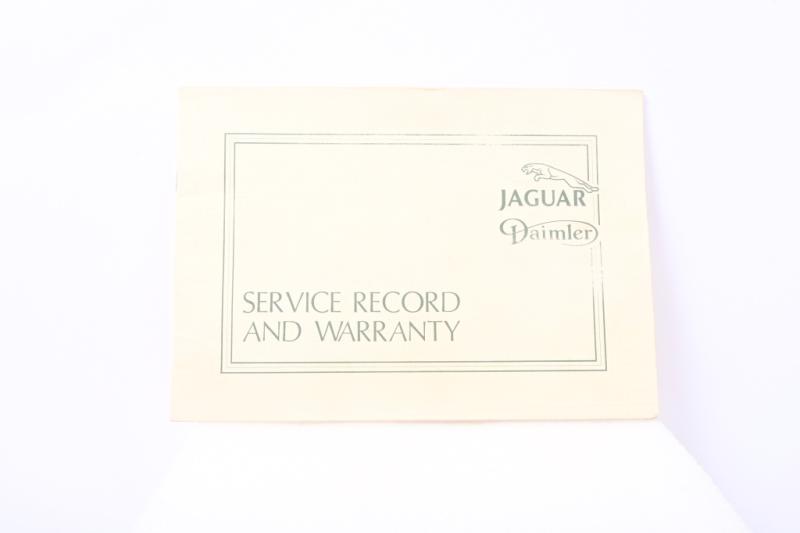 JAGUAR
Daimler
SERVICE RECORD
AND WARRANTY